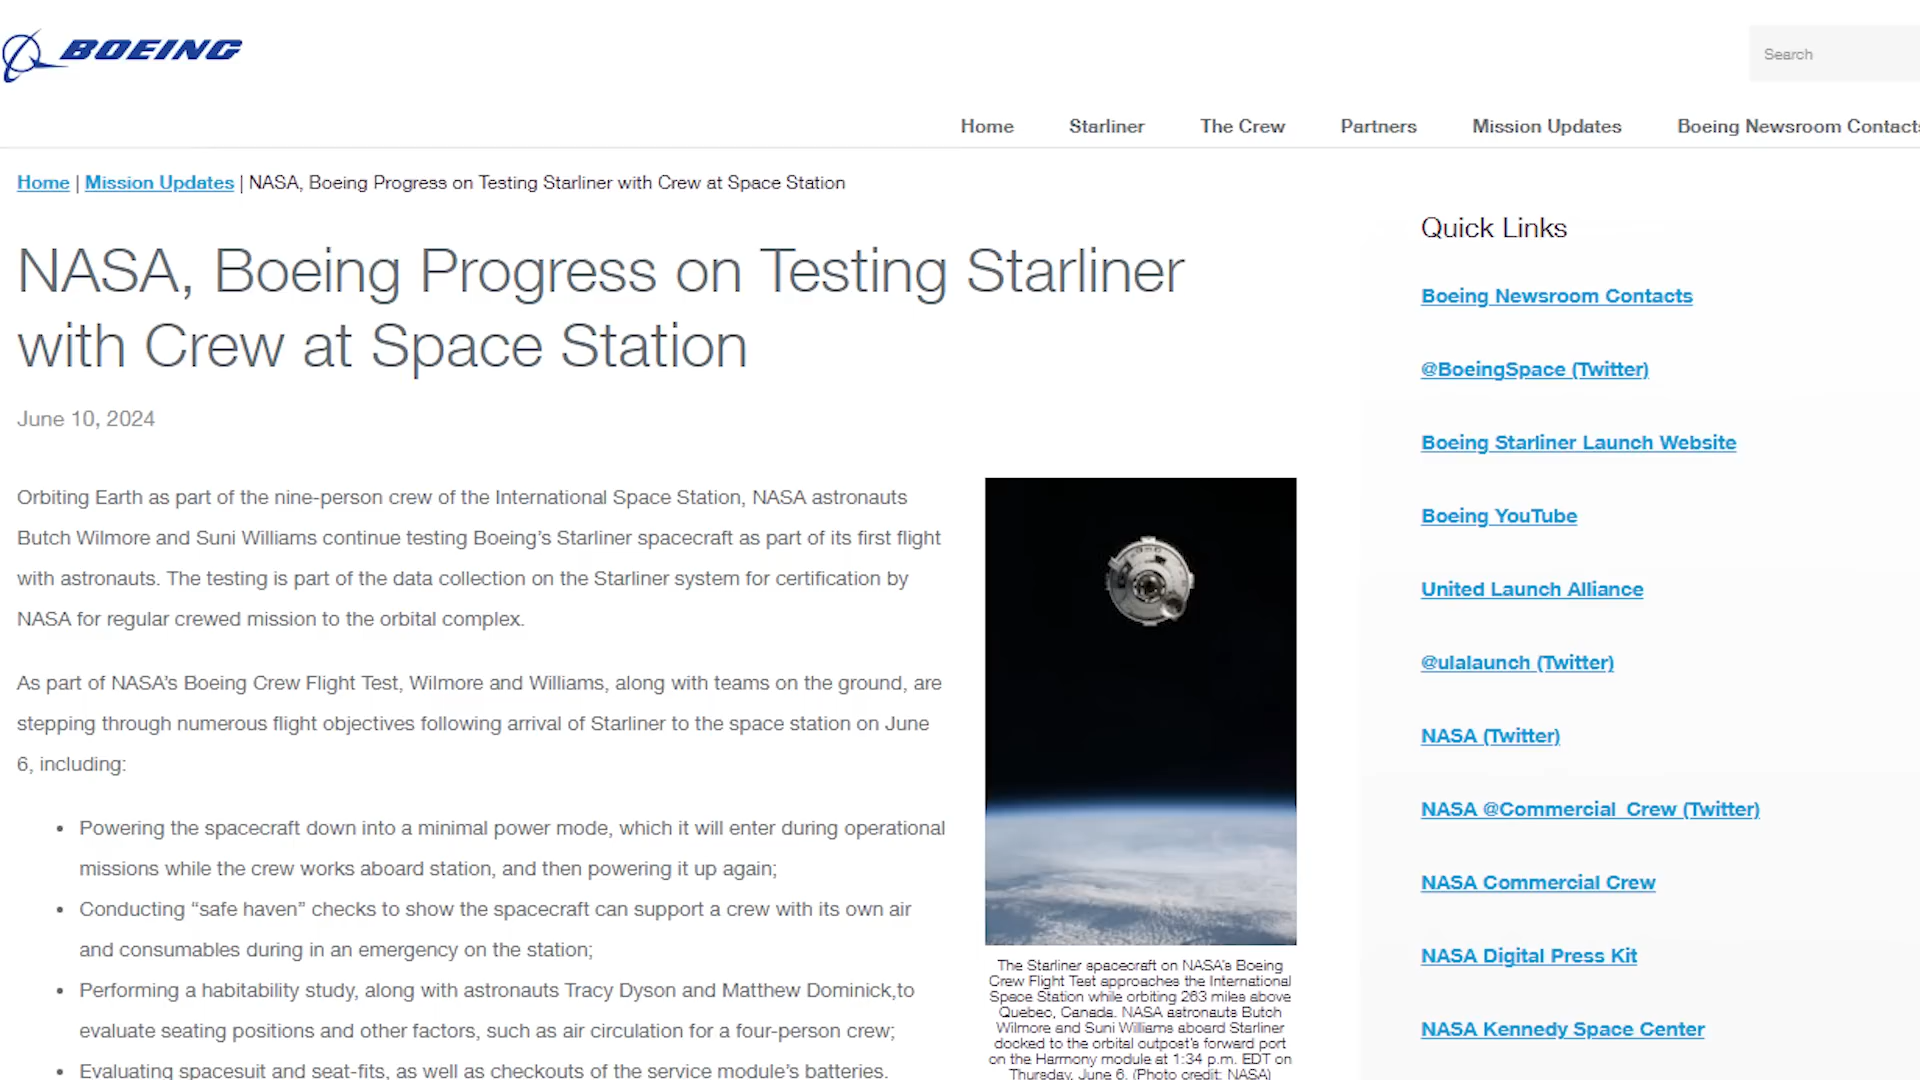 BOEING
Search
Home Starliner The Crew Partners Mission Updates Boeing Newsroom Contacts
Home | Mission Updates | NASA, Boeing Progress on Testing Starliner with Crew at Space Station
NASA, Boeing Progress on Testing Starliner
with Crew at Space Station
June 10, 2024
Orbiting Earth as part of the nine-person crew of the International Space Station, NASA astronauts
Butch Wilmore and Suni Williams continue testing Boeing’s Starliner spacecraft as part of its first flight
with astronauts. The testing is part of the data collection on the Starliner system for certification by
NASA for regular crewed mission to the orbital complex.
As part of NASA’s Boeing Crew Flight Test, Wilmore and Williams, along with teams on the ground, are
stepping through numerous flight objectives following arrival of Starliner to the space station on June
6, including:
• Powering the spacecraft down into a minimal power mode, which it will enter during operational
missions while the crew works aboard station, and then powering it up again;
• Conducting “safe haven” checks to show the spacecraft can support a crew with its own air
and consumables during in an emergency on the station;
• Performing a habitability study, along with astronauts Tracy Dyson and Matthew Dominick,to
evaluate seating positions and other factors, such as air circulation for a four-person crew;
• Evaluating spacesuit and seat-fits, as well as checkouts of the service module’s batteries.
The Starliner spacecraft on NASA’s Boeing
Crew Flight Test approaches the International
Space Station while orbiting 263 miles above
Quebec, Canada. NASA astronauts Butch
Wilmore and Suni Williams aboard Starliner
docked to the orbital outpost’s forward port
on the Harmony module at 1:34 p.m. EDT on
Thursday, June 6. (Photo credit: NASA)
Quick Links
Boeing Newsroom Contacts
@BoeingSpace (Twitter)
Boeing Starliner Launch Website
Boeing YouTube
United Launch Alliance
@ulalaunch (Twitter)
NASA (Twitter)
NASA @Commercial_Crew (Twitter)
NASA Commercial Crew
NASA Digital Press Kit
NASA Kennedy Space Center